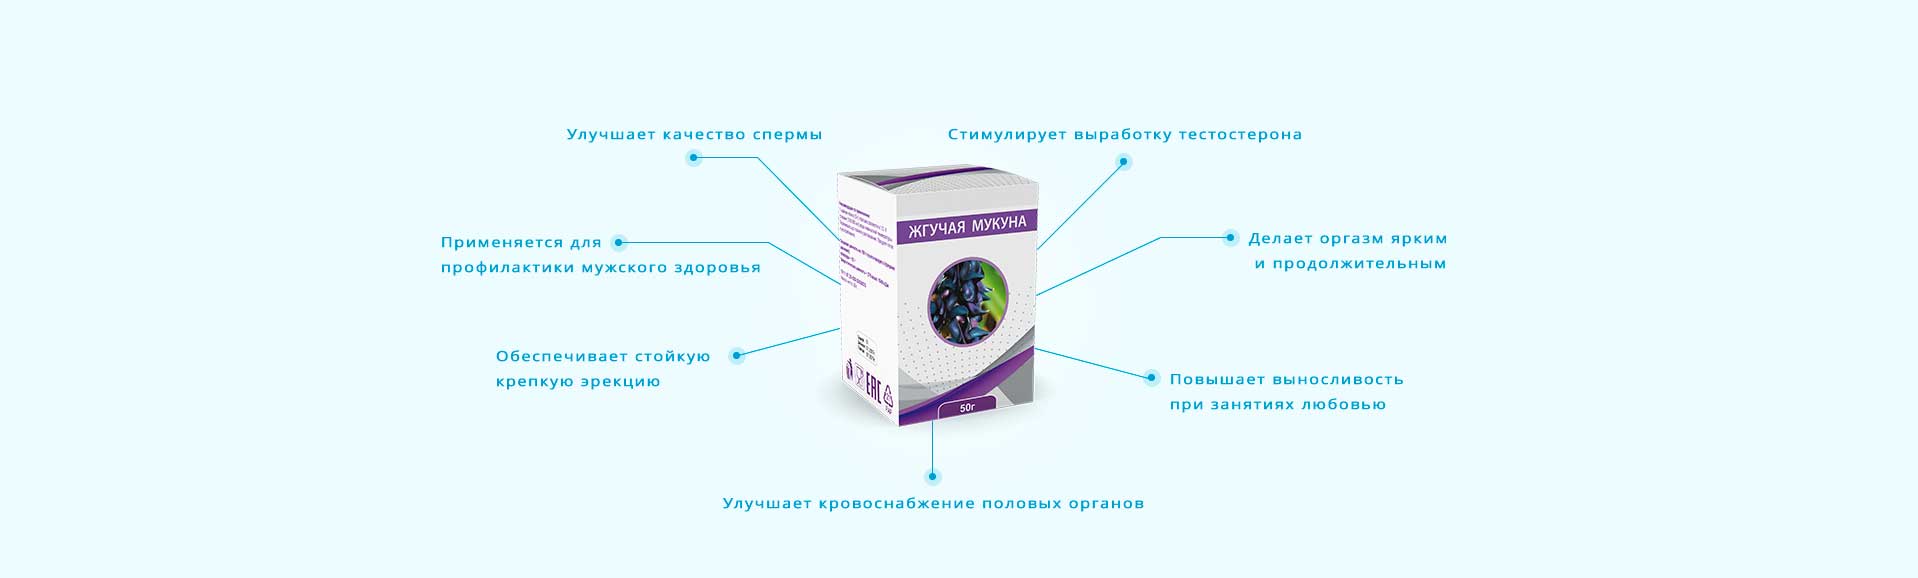 Улучшает качество спермы
Стимулирует выработку тестостерона
Применяется для
профилактики мужского здоровья
Делает оргазм ярким
и продолжительным
Обеспечивает стойкую
крепкую эрекцию
Повышает выносливость
при занятиях любовью
Улучшает кровоснабжение половых органов
ЖГУЧАЯ МУКУНА
50г
EAC